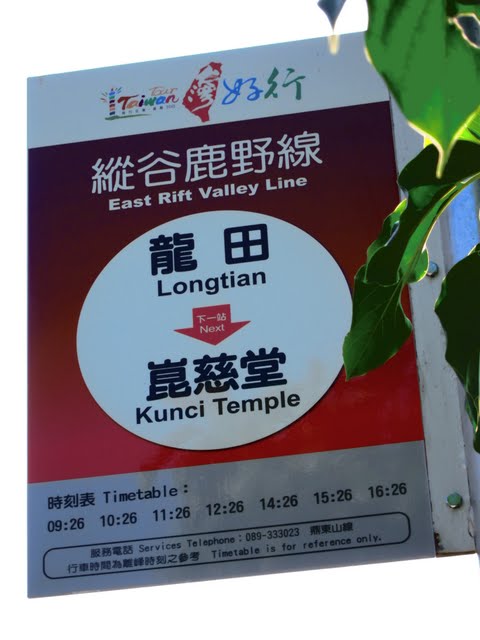 Tour
Taiwan
台灣好行
縱谷鹿野線
East Rift Valley Line
龍田
Longtian
下一站
Next
崑慈堂
Kunci Temple
時刻表 Timetable：
09:26 10:26 11:26 12:26 14:26 15:26 16:26
服務電話 Services Telephone：089-333023 鼎東山線
行車時間為離峰時刻之參考 Timetable is for reference only.